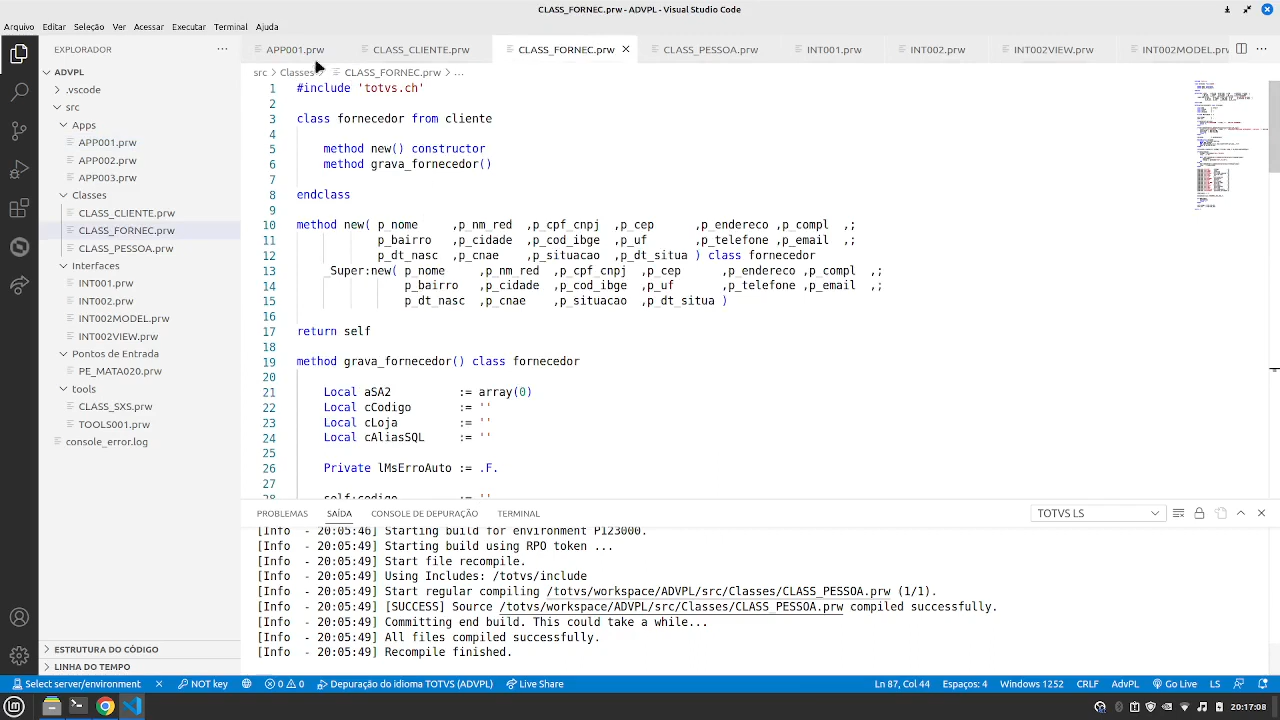 CLASS_FORNEC.prw - ADVPL - Visual Studio Code
Arquivo Editar Seleção Ver Acessar Executar Terminal Ajuda
EXPLORADOR
APP001.prw CLASS_CLIENTE.prw CLASS_FORNEC.prw CLASS_PESSOA.prw INT001.prw INT002.prw INT002VIEW.prw INT002MODEL.prw
ADVPL
.vscode
src
Apps
APP001.prw
APP002.prw
APP003.prw
Classes
CLASS_CLIENTE.prw
CLASS_FORNEC.prw
CLASS_PESSOA.prw
Interfaces
INT001.prw
INT002.prw
INT002MODEL.prw
INT002VIEW.prw
Pontos de Entrada
PE_MATA020.prw
tools
CLASS_SXS.prw
TOOLS001.prw
console_error.log
ESTRUTURA DO CÓDIGO
LINHA DO TEMPO
src > Classes > CLASS_FORNEC.prw > ...
1 #include 'totvs.ch'
2
3 class fornecedor from cliente
4
5 method new() constructor
6 method grava_fornecedor()
7
8 endclass
9
10 method new( p_nome ,p_nm_red ,p_cpf_cnpj ,p_cep ,p_endereco ,p_compl ,;
11 p_bairro ,p_cidade ,p_cod_ibge ,p_uf ,p_telefone ,p_email ,;
12 p_dt_nasc ,p_cnae ,p_situacao ,p_dt_situa ) class fornecedor
13 _Super:new( p_nome ,p_nm_red ,p_cpf_cnpj ,p_cep ,p_endereco ,p_compl ,;
14 p_bairro ,p_cidade ,p_cod_ibge ,p_uf ,p_telefone ,p_email ,;
15 p_dt_nasc ,p_cnae ,p_situacao ,p_dt_situa )
16
17 return self
18
19 method grava_fornecedor() class fornecedor
20
21 Local aSA2 := array(0)
22 Local cCodigo := ''
23 Local cLoja := ''
24 Local cAliasSQL := ''
25
26 Private lMsErroAuto := .F.
27
28 self:codigo := ''
PROBLEMAS SAÍDA CONSOLE DE DEPURAÇÃO TERMINAL TOTVS LS
[Info - 20:05:46] Starting build for environment P123000.
[Info - 20:05:49] Starting build using RPO token ...
[Info - 20:05:49] Start file recompile.
[Info - 20:05:49] Using Includes: /totvs/include
[Info - 20:05:49] Start regular compiling /totvs/workspace/ADVPL/src/Classes/CLASS_PESSOA.prw (1/1).
[Info - 20:05:49] [SUCCESS] Source /totvs/workspace/ADVPL/src/Classes/CLASS_PESSOA.prw compiled successfully.
[Info - 20:05:49] Committing end build. This could take a while...
[Info - 20:05:49] All files compiled successfully.
[Info - 20:05:49] Recompile finished.
Select server/environment NOT key 0 0 Depuração do idioma TOTVS (ADVPL) Live Share Ln 87, Col 44 Espaços: 4 Windows 1252 CRLF AdvPL Go Live LS
20:17:08